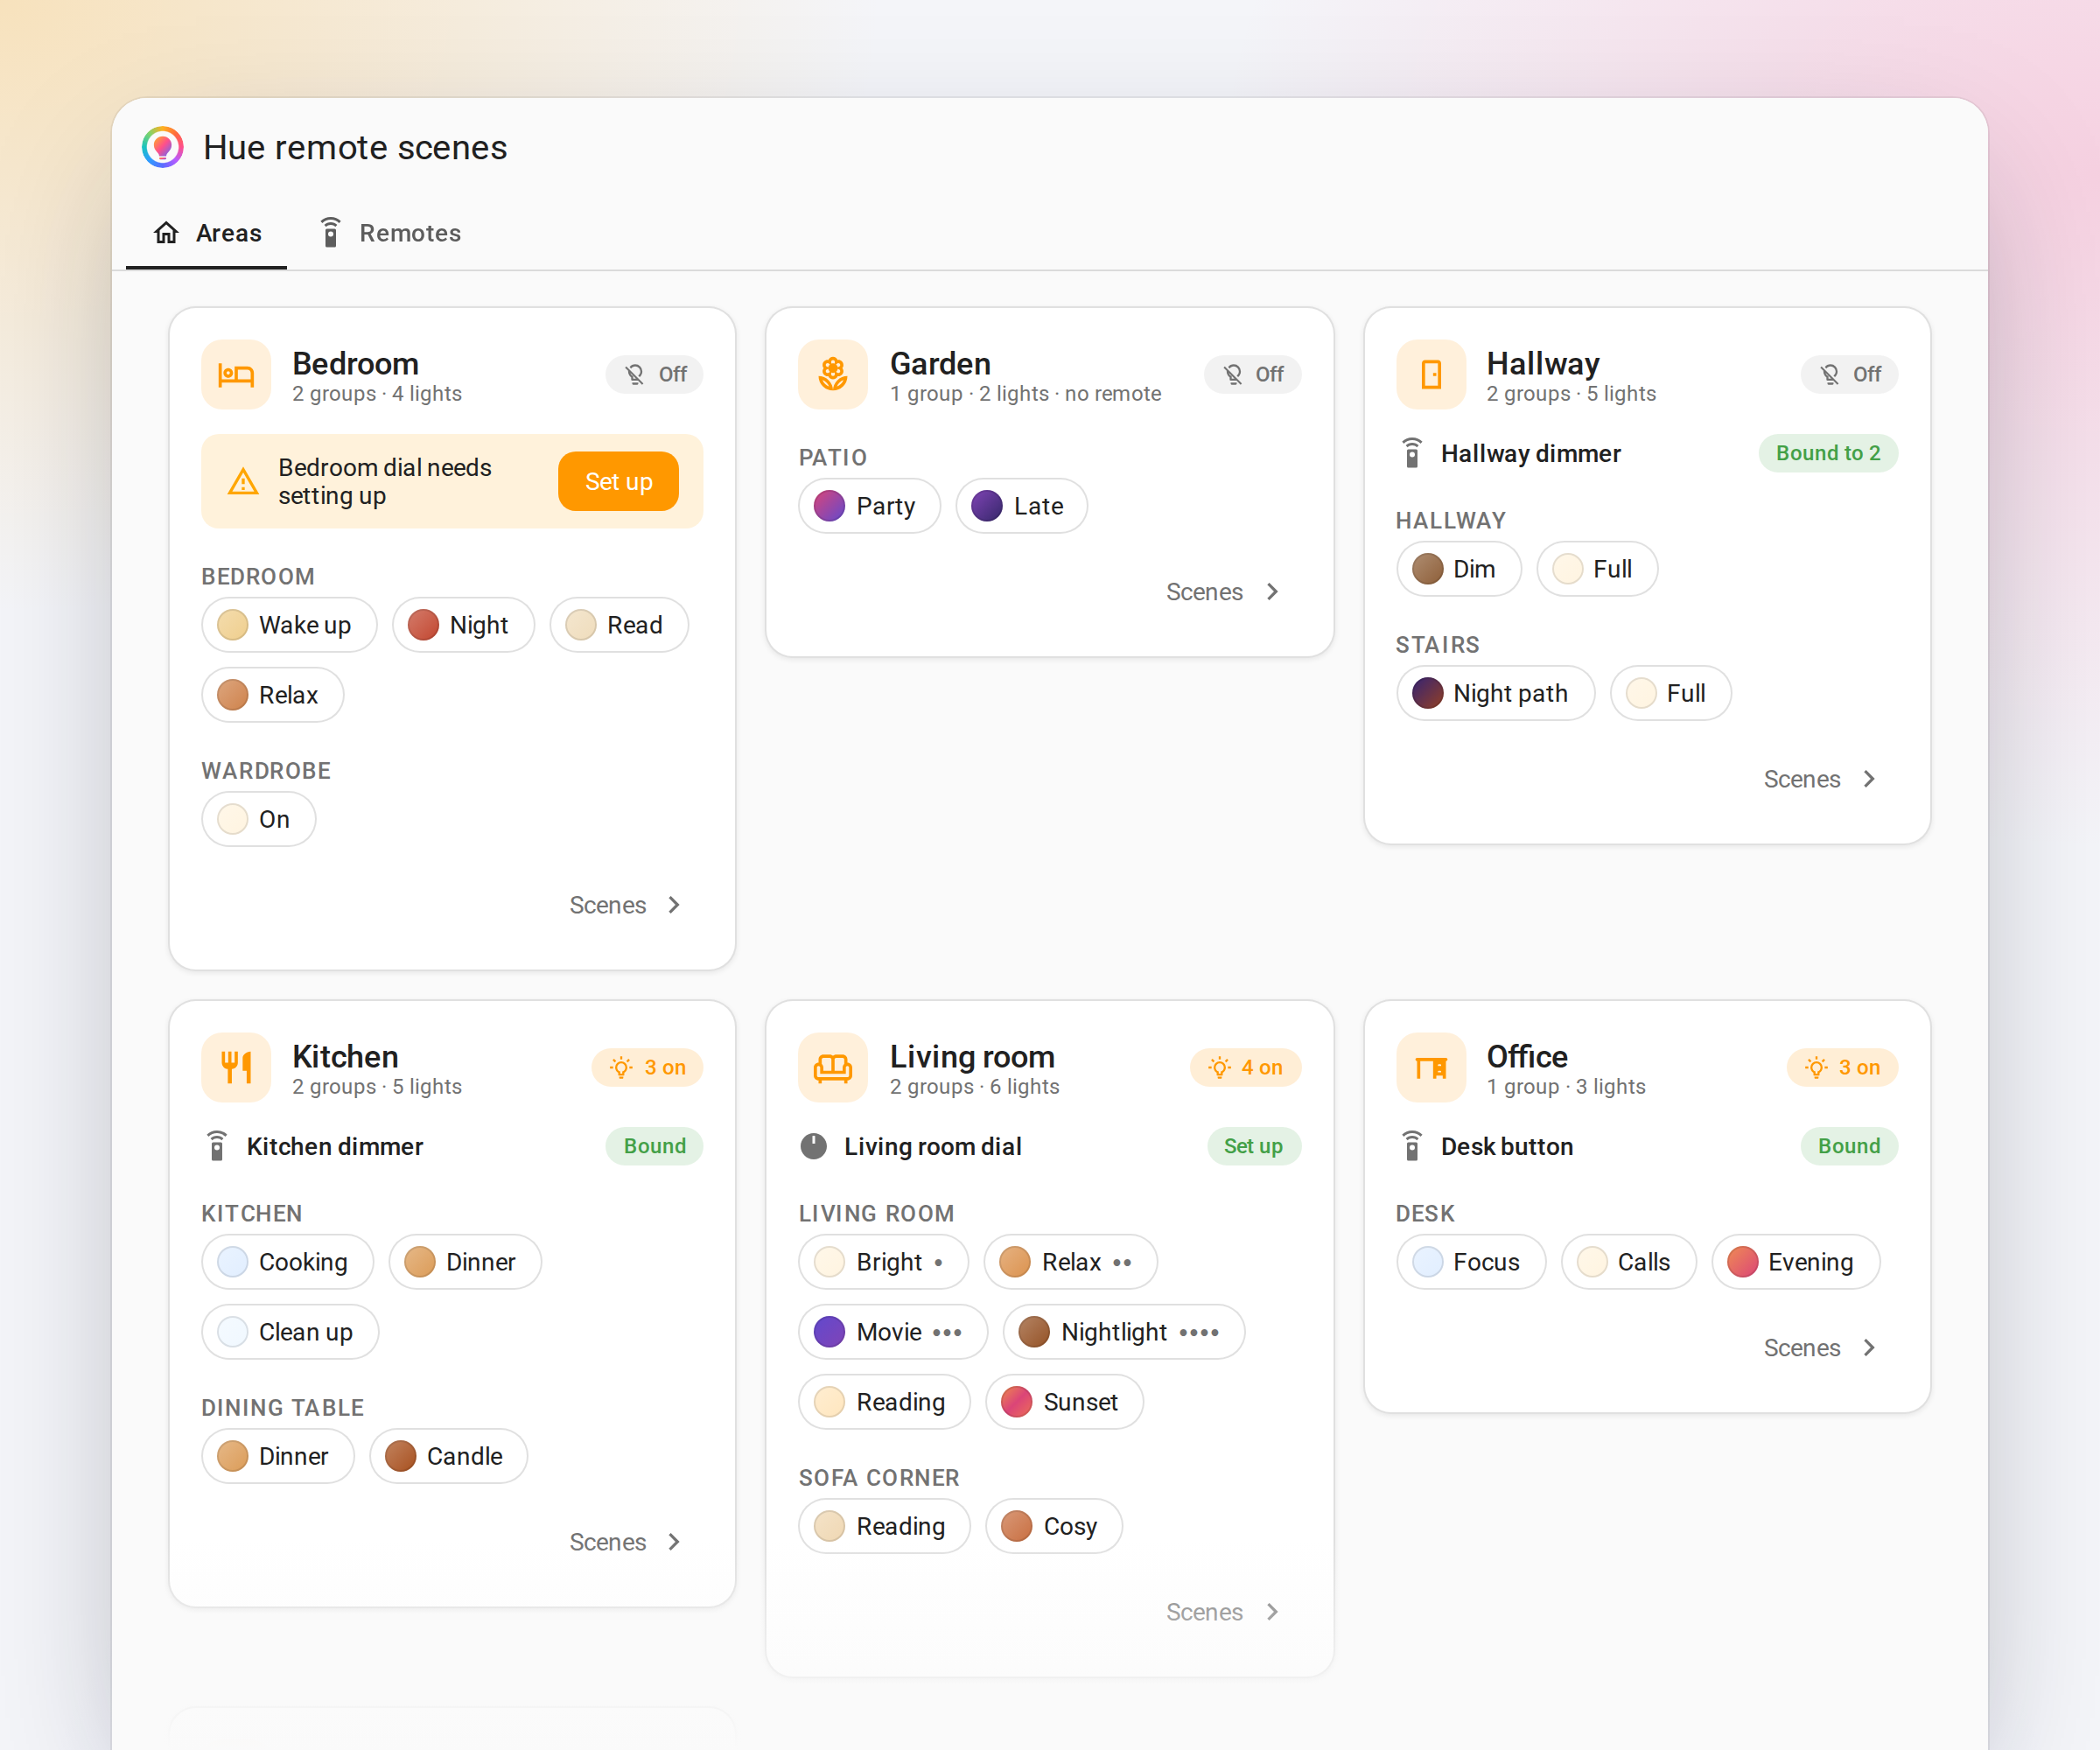 Hue remote scenes
Areas
Remotes
Bedroom
2 groups · 4 lights
Off
Bedroom dial needs
setting up
Set up
BEDROOM
Wake up
Night
Read
Relax
WARDROBE
On
Scenes
Garden
1 group · 2 lights · no remote
Off
PATIO
Party
Late
Scenes
Hallway
2 groups · 5 lights
Off
Hallway dimmer
Bound to 2
HALLWAY
Dim
Full
STAIRS
Night path
Full
Scenes
Kitchen
2 groups · 5 lights
3 on
Kitchen dimmer
Bound
KITCHEN
Cooking
Dinner
Clean up
DINING TABLE
Dinner
Candle
Scenes
Living room
2 groups · 6 lights
4 on
Living room dial
Set up
LIVING ROOM
Bright •
Relax ••
Movie •••
Nightlight ••••
Reading
Sunset
SOFA CORNER
Reading
Cosy
Scenes
Office
1 group · 3 lights
3 on
Desk button
Bound
DESK
Focus
Calls
Evening
Scenes